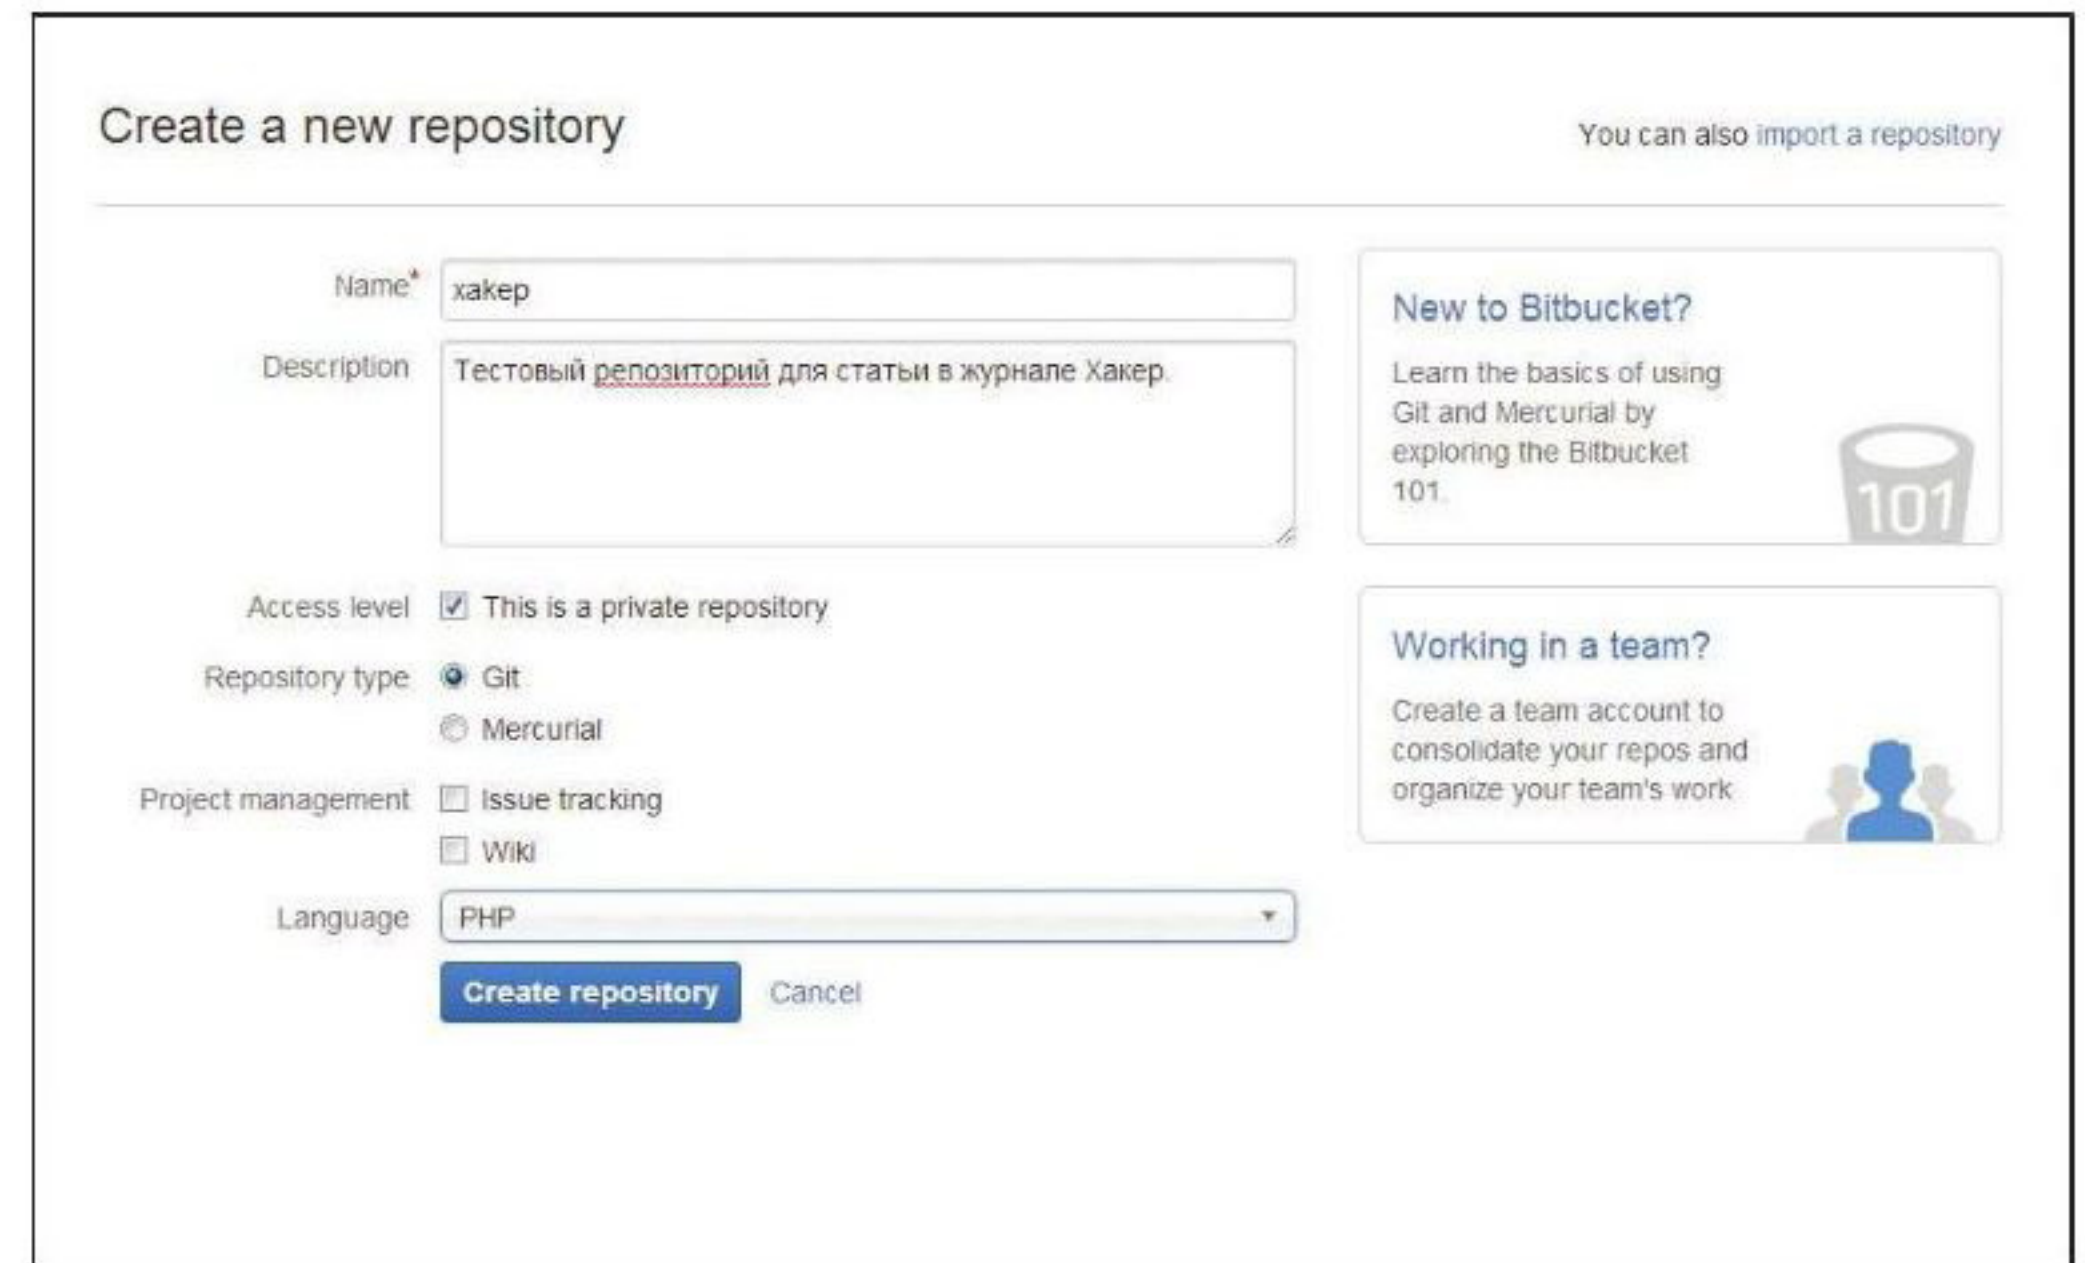 Create a new repository
You can also import a repository
Name*
xakep
Description
Тестовый репозиторий для статьи в журнале Хакер.
Access level
This is a private repository
Repository type
Git
Mercurial
Project management
Issue tracking
Wiki
Language
PHP
Create repository
Cancel
New to Bitbucket?
Learn the basics of using
Git and Mercurial by
exploring the Bitbucket
101.
101
Working in a team?
Create a team account to
consolidate your repos and
organize your team's work